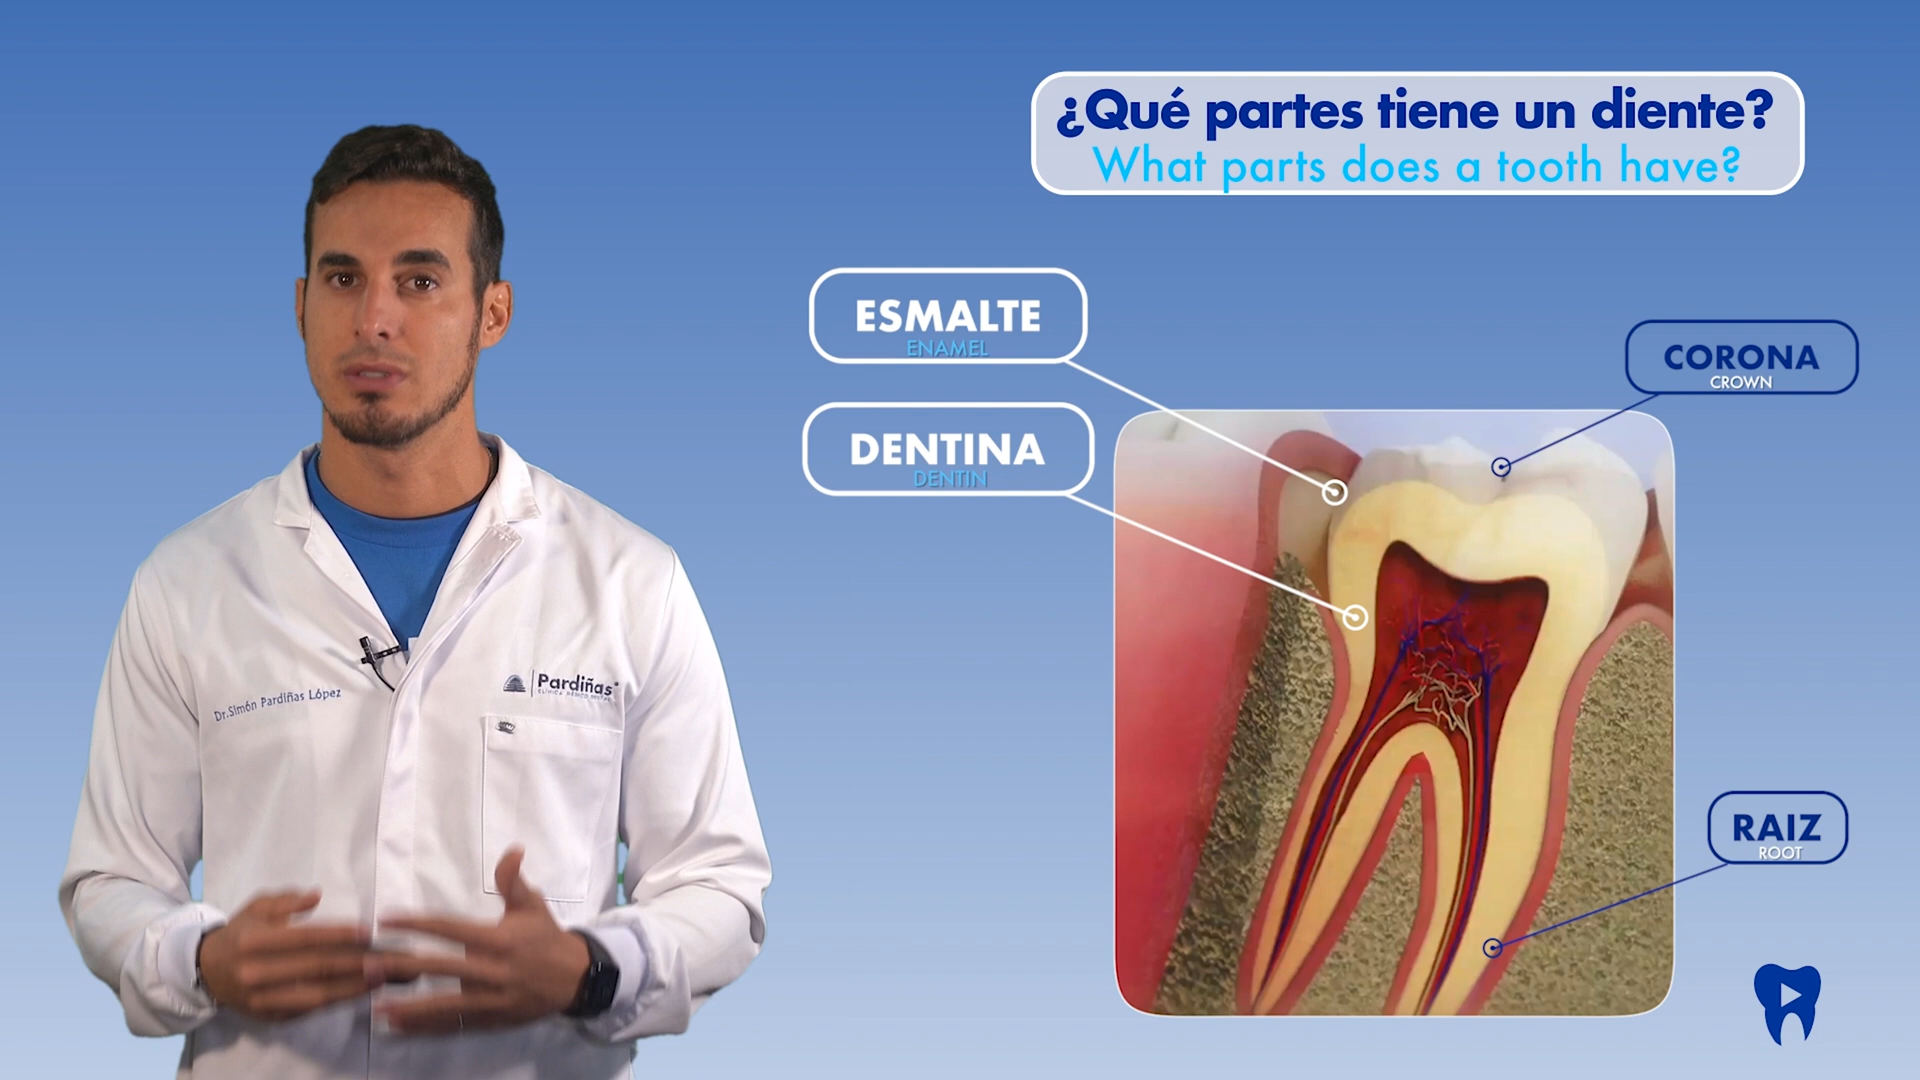 ¿Qué partes tiene un diente?
What parts does a tooth have?
ESMALTE
ENAMEL
DENTINA
DENTIN
CORONA
CROWN
RAIZ
ROOT
Dr.Simón Pardiñas López
Pardiñas